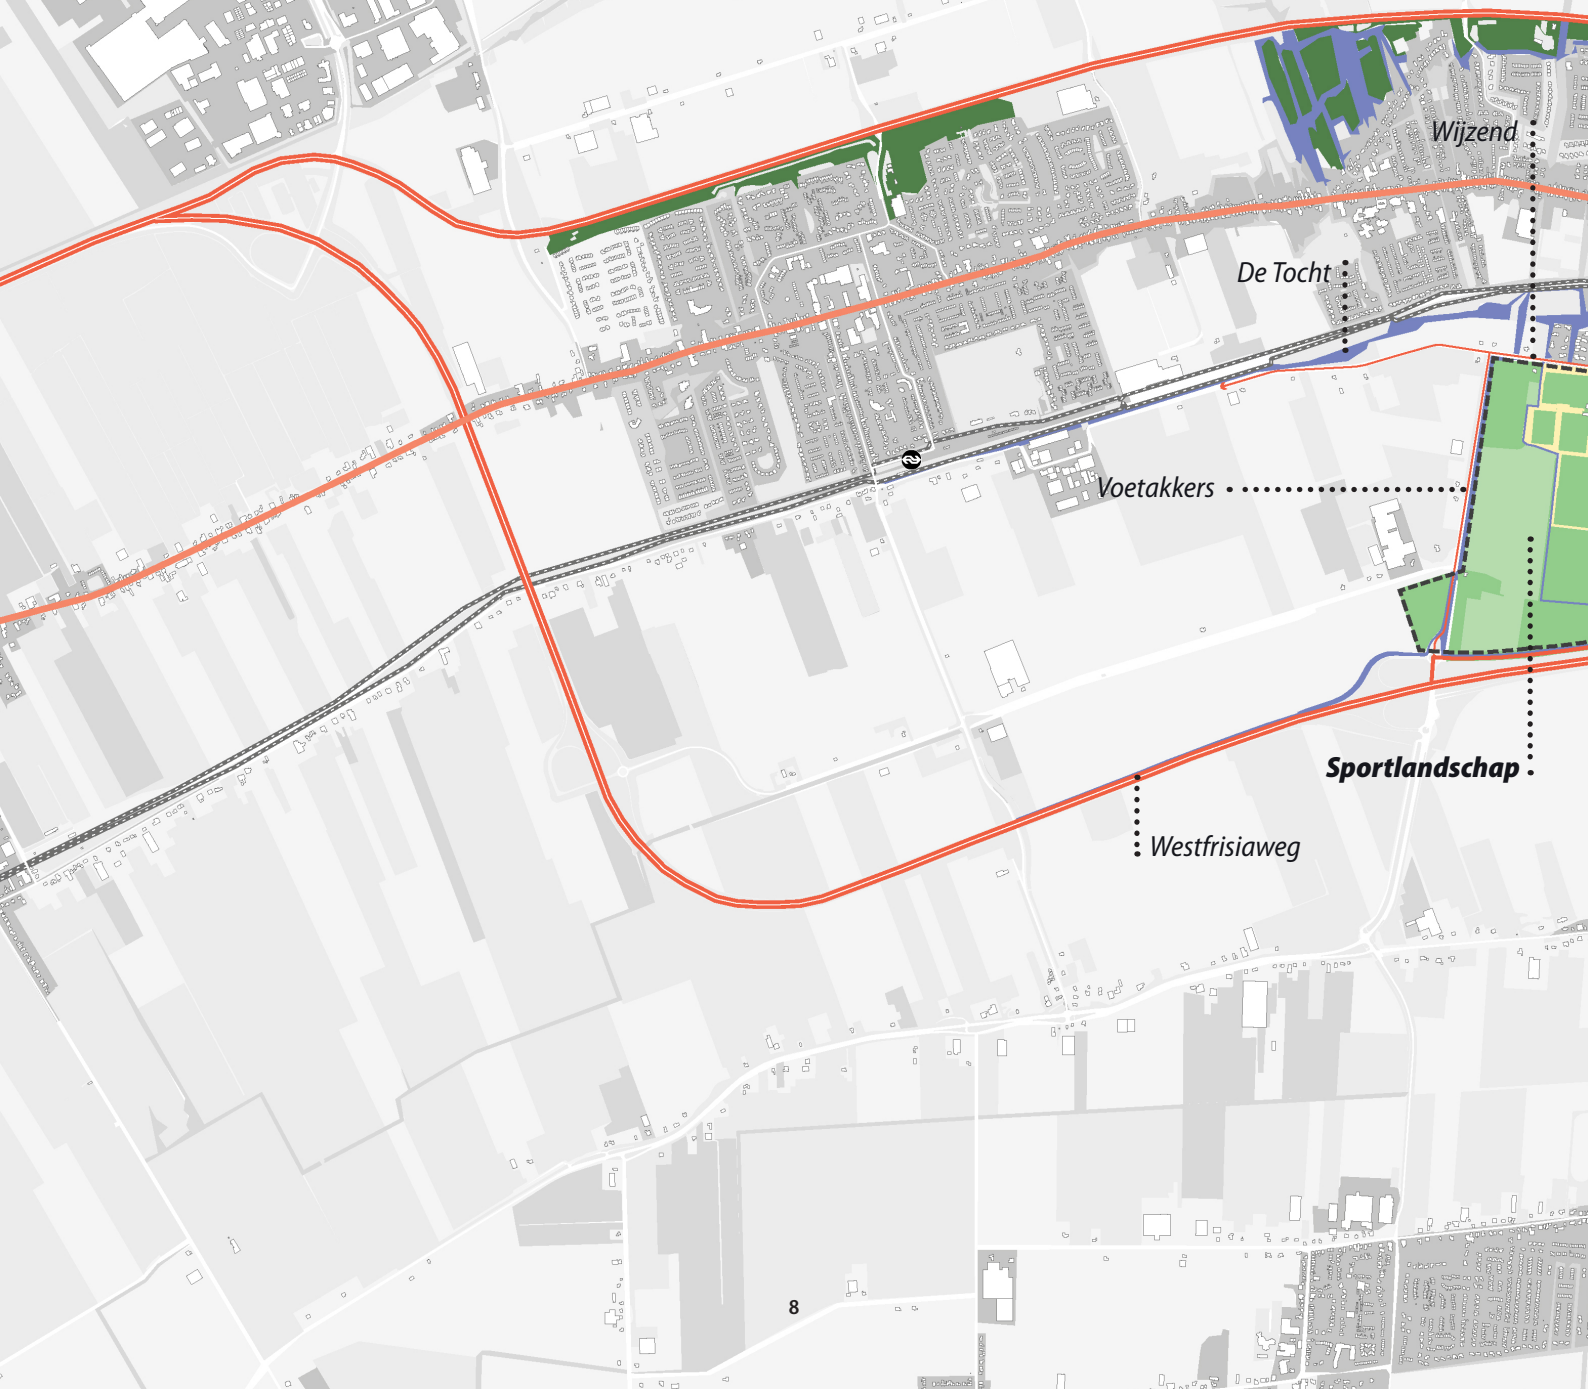 Wijzend
De Tocht
Voetakkers
Sportlandschap
Westfrisiaweg
8